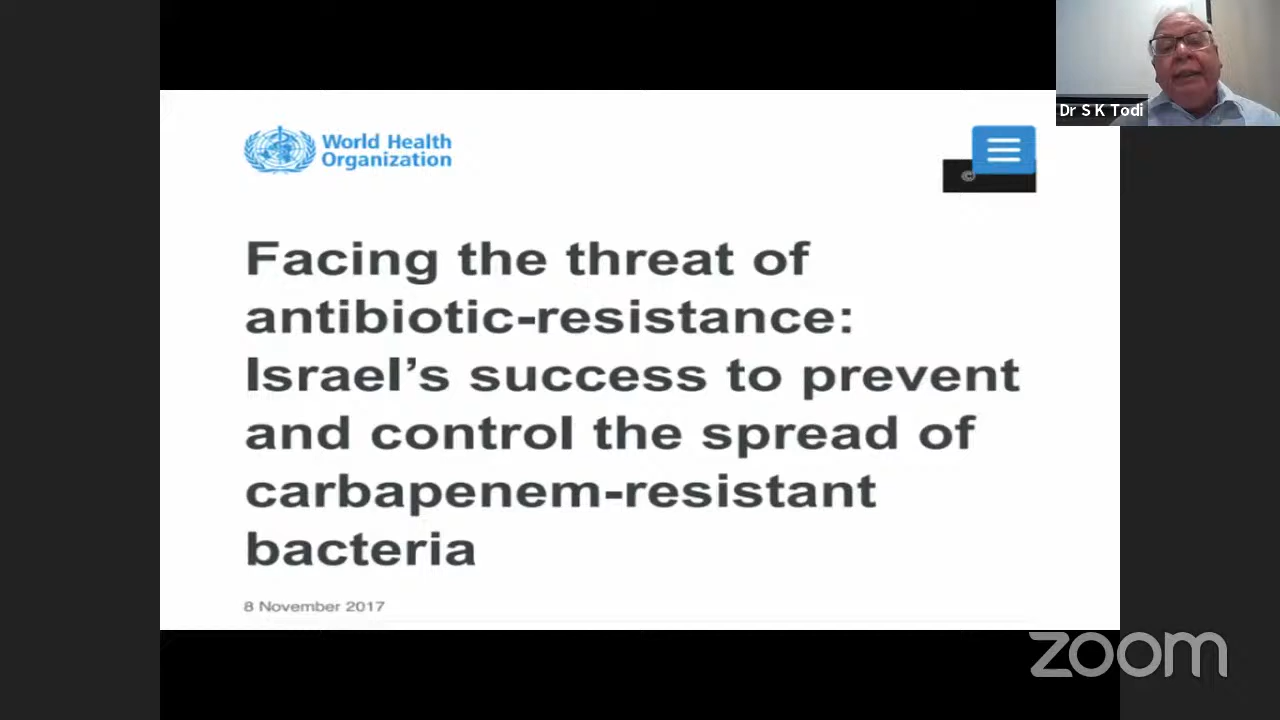 Dr S K Todi
World Health
Organization
Facing the threat of
antibiotic-resistance:
Israel's success to prevent
and control the spread of
carbapenem-resistant
bacteria
8 November 2017
zoom